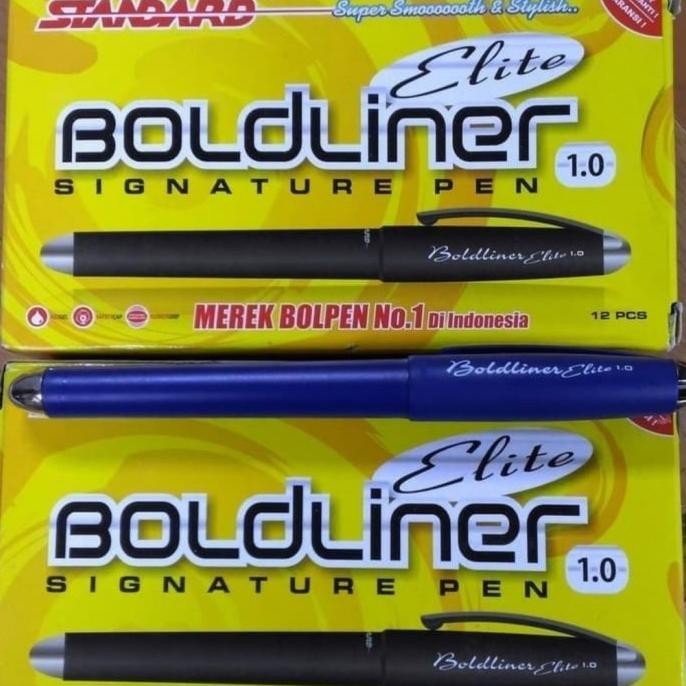 STANDARD Super Smooooooth & Stylish..
Elite
BOLDLINER
1.0
SIGNATURE PEN
Boldliner Elite 1.0
MEREK BOLPEN No.1 Di Indonesia
12 PCS
Boldliner Elite 1.0
Elite
BOLDLINER
1.0
SIGNATURE PEN
Boldliner Elite 1.0